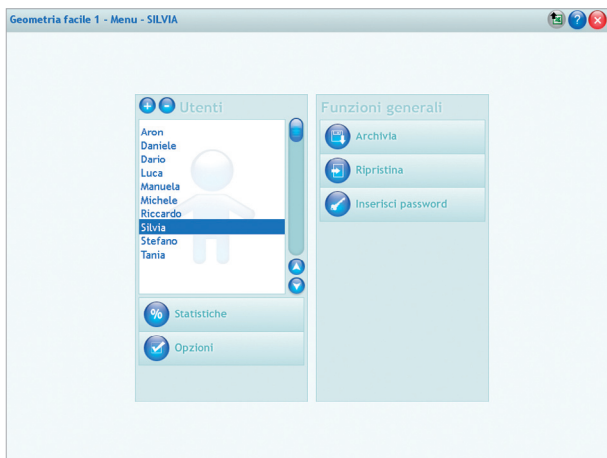 Geometria facile 1 - Menu - SILVIA
Utenti
Aron
Daniele
Dario
Luca
Manuela
Michele
Riccardo
Silvia
Stefano
Tania
% Statistiche
Opzioni
Funzioni generali
Archivia
Ripristina
Inserisci password